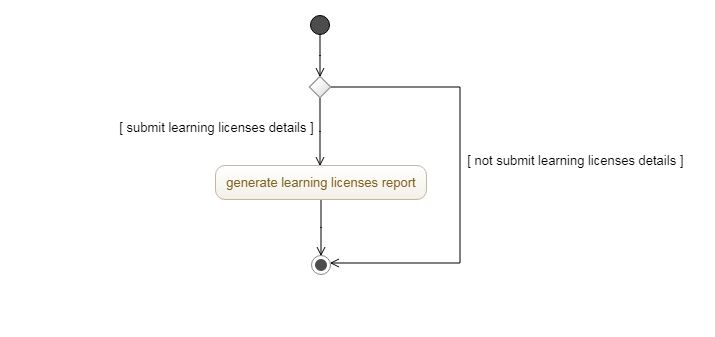 [ submit learning licenses details ]
[ not submit learning licenses details ]
generate learning licenses report